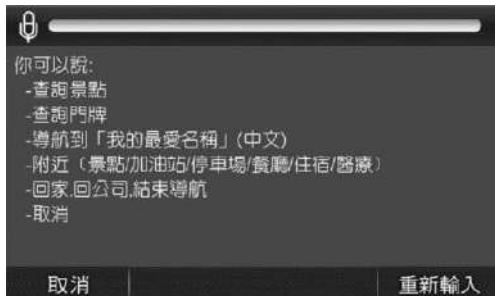 你可以說:
-查詢景點
-查詢門牌
-導航到「我的最愛名稱」(中文)
-附近（景點/加油站/停車場/餐廳/住宿/醫療）
-回家,回公司,結束導航
-取消
取消
重新輸入